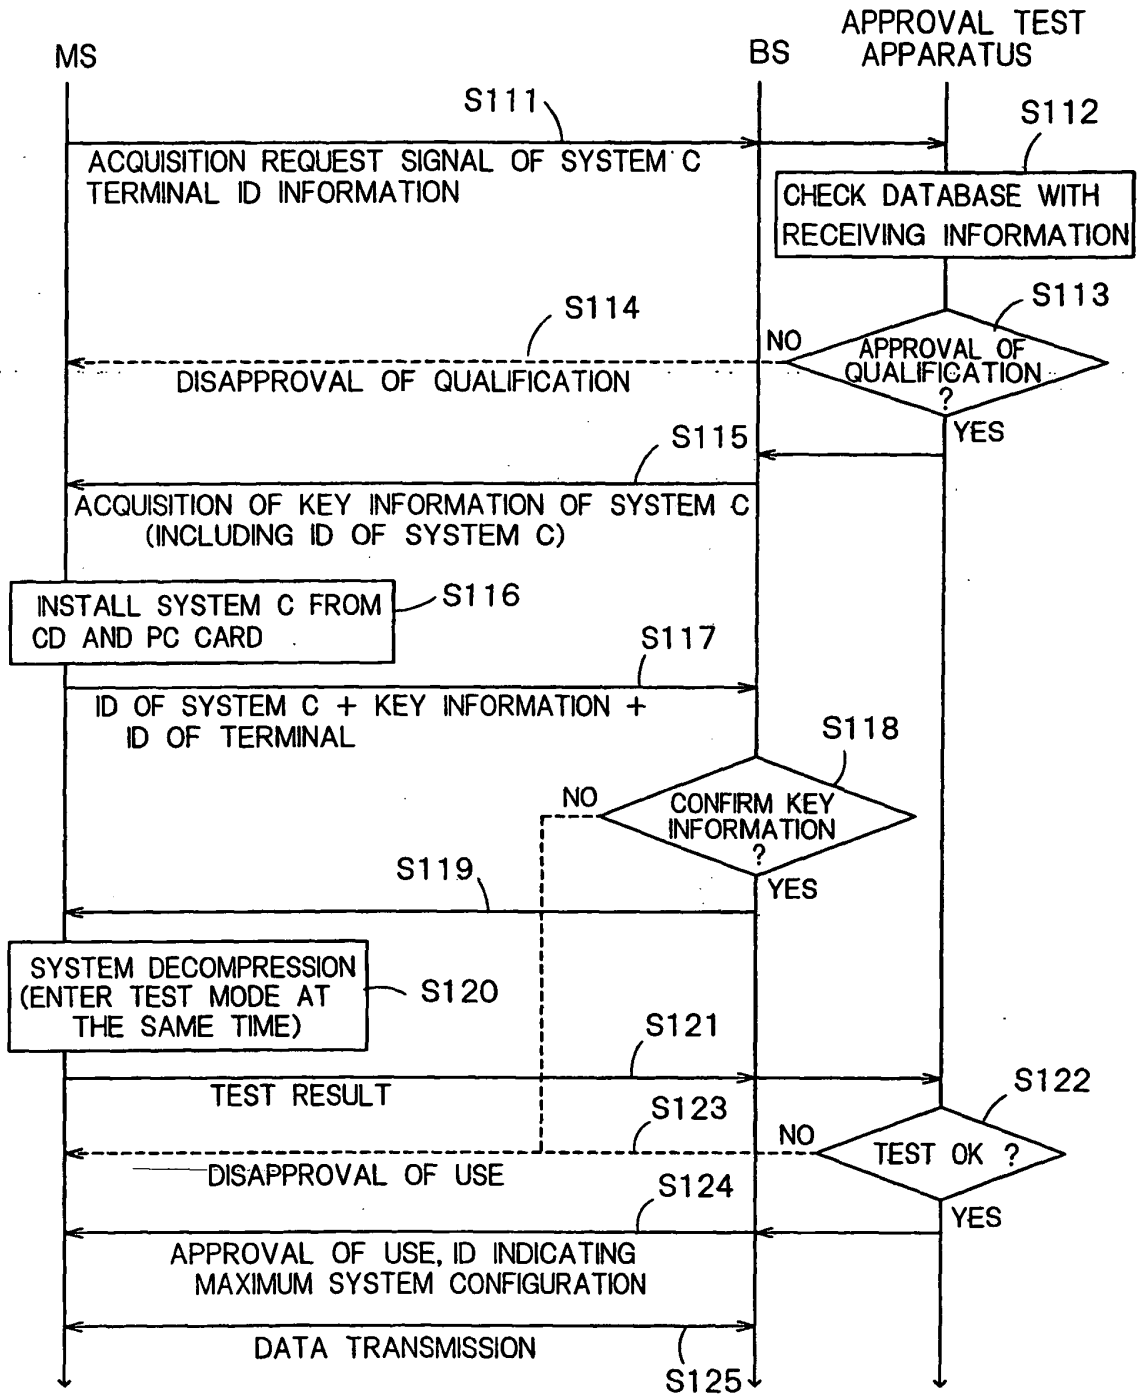 APPROVAL TEST
APPARATUS
MS
BS
S111
S112
ACQUISITION REQUEST SIGNAL OF SYSTEM C
TERMINAL ID INFORMATION
CHECK DATABASE WITH
RECEIVING INFORMATION
S113
S114
NO
APPROVAL OF
QUALIFICATION
?
DISAPPROVAL OF QUALIFICATION
YES
S115
ACQUISITION OF KEY INFORMATION OF SYSTEM C
(INCLUDING ID OF SYSTEM C)
INSTALL SYSTEM C FROM
CD AND PC CARD
S116
S117
ID OF SYSTEM C + KEY INFORMATION +
ID OF TERMINAL
S118
NO
CONFIRM KEY
INFORMATION
?
YES
S119
SYSTEM DECOMPRESSION
(ENTER TEST MODE AT
THE SAME TIME)
S120
S121
TEST RESULT
S122
S123
NO
TEST OK ?
DISAPPROVAL OF USE
S124
YES
APPROVAL OF USE, ID INDICATING
MAXIMUM SYSTEM CONFIGURATION
DATA TRANSMISSION
S125